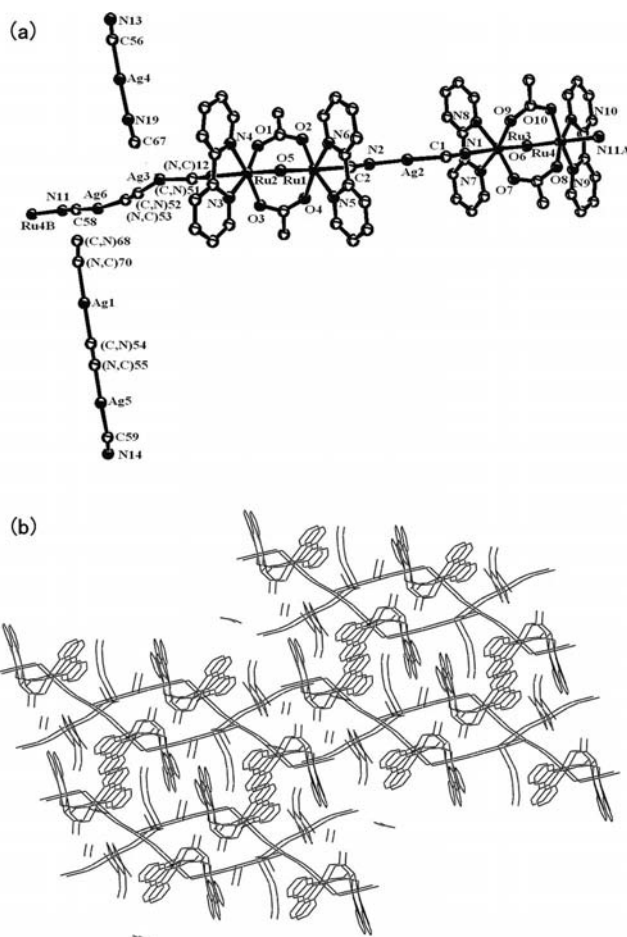 (a)
N13
C56
Ag4
N19
C67
N8 O9 O10 N10
N4 O1 O2 N6
Ag3 (N,C)12 O5 N2 C1 N1 Ru3 O6 Ru4 N11A
N11 Ag6 (C,N)51 Ru2 Ru1 C2 Ag2
Ru4B C58 (C,N)52 N3 N5 N7 O7 O8 N9
(N,C)53 O3 O4
(C,N)68
(N,C)70
Ag1
(C,N)54
(N,C)55
Ag5
C59
N14
(b)